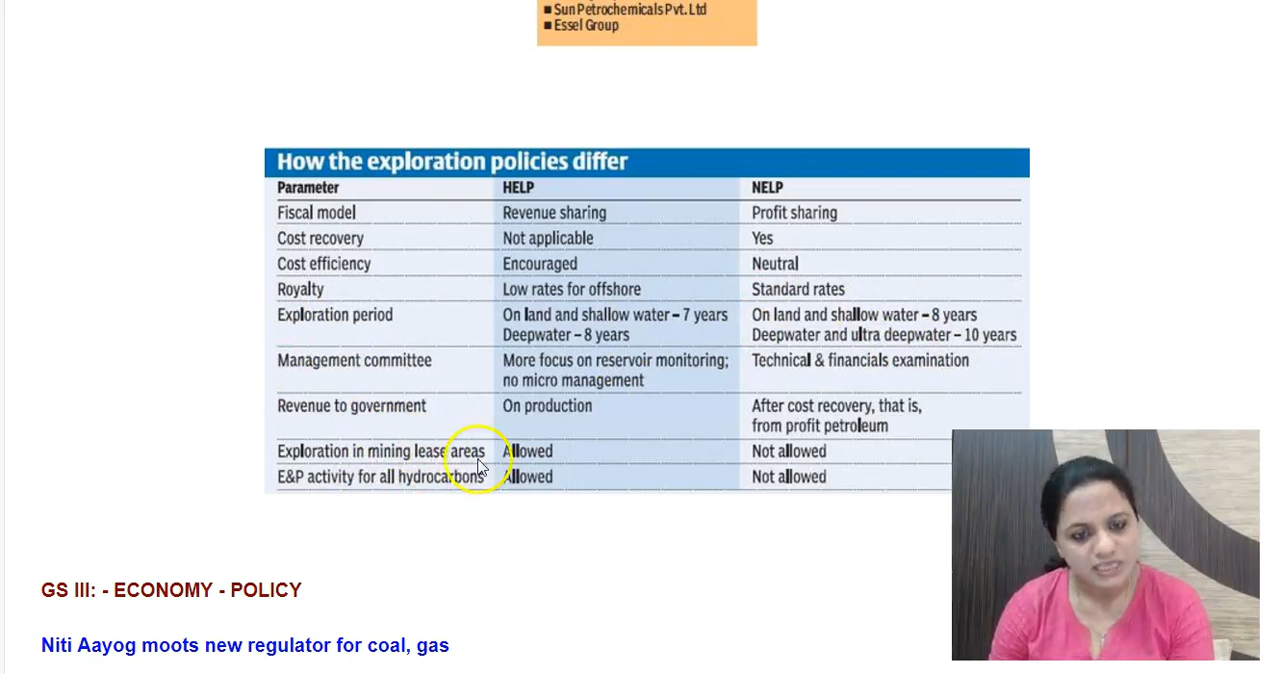 ■ Sun Petrochemicals Pvt. Ltd
■ Essel Group
How the exploration policies differ
Parameter HELP NELP
Fiscal model Revenue sharing Profit sharing
Cost recovery Not applicable Yes
Cost efficiency Encouraged Neutral
Royalty Low rates for offshore Standard rates
Exploration period On land and shallow water – 7 years On land and shallow water – 8 years
Deepwater – 8 years Deepwater and ultra deepwater – 10 years
Management committee More focus on reservoir monitoring; Technical & financials examination
no micro management
Revenue to government On production After cost recovery, that is,
from profit petroleum
Exploration in mining lease areas Allowed Not allowed
E&P activity for all hydrocarbons Allowed Not allowed
GS III: - ECONOMY - POLICY
Niti Aayog moots new regulator for coal, gas